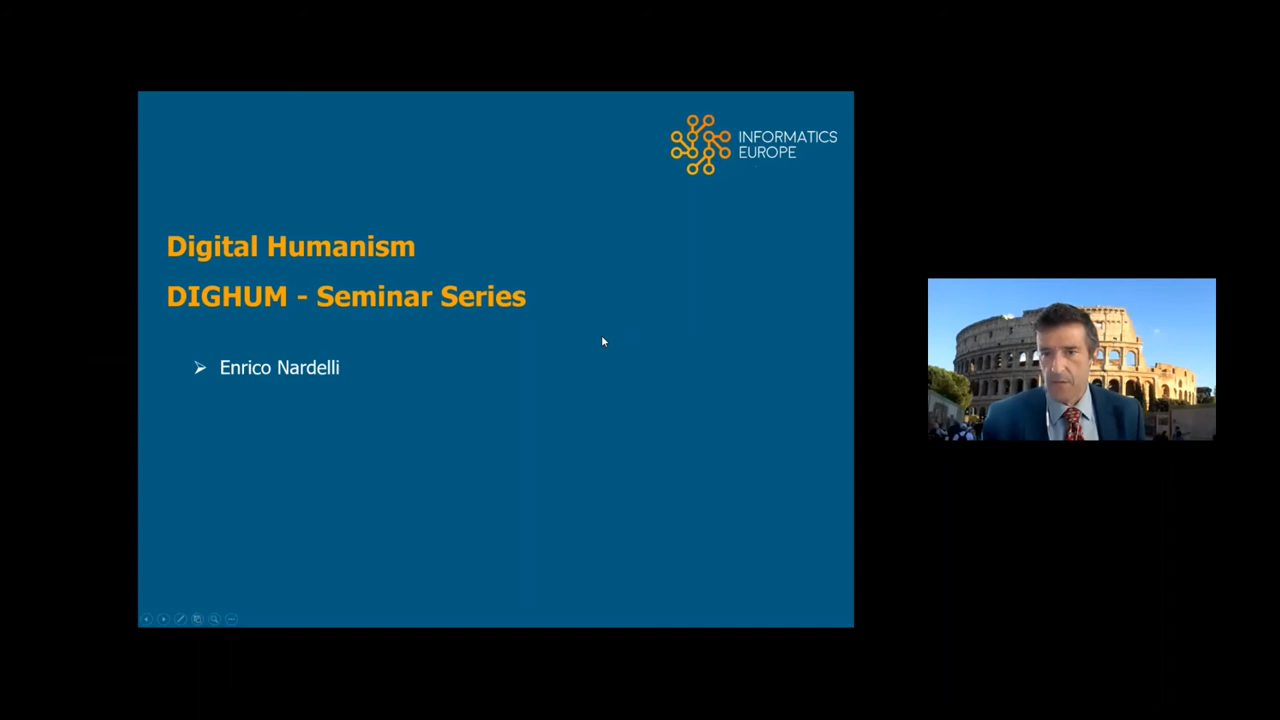 INFORMATICS
EUROPE
Digital Humanism
DIGHUM - Seminar Series
Enrico Nardelli